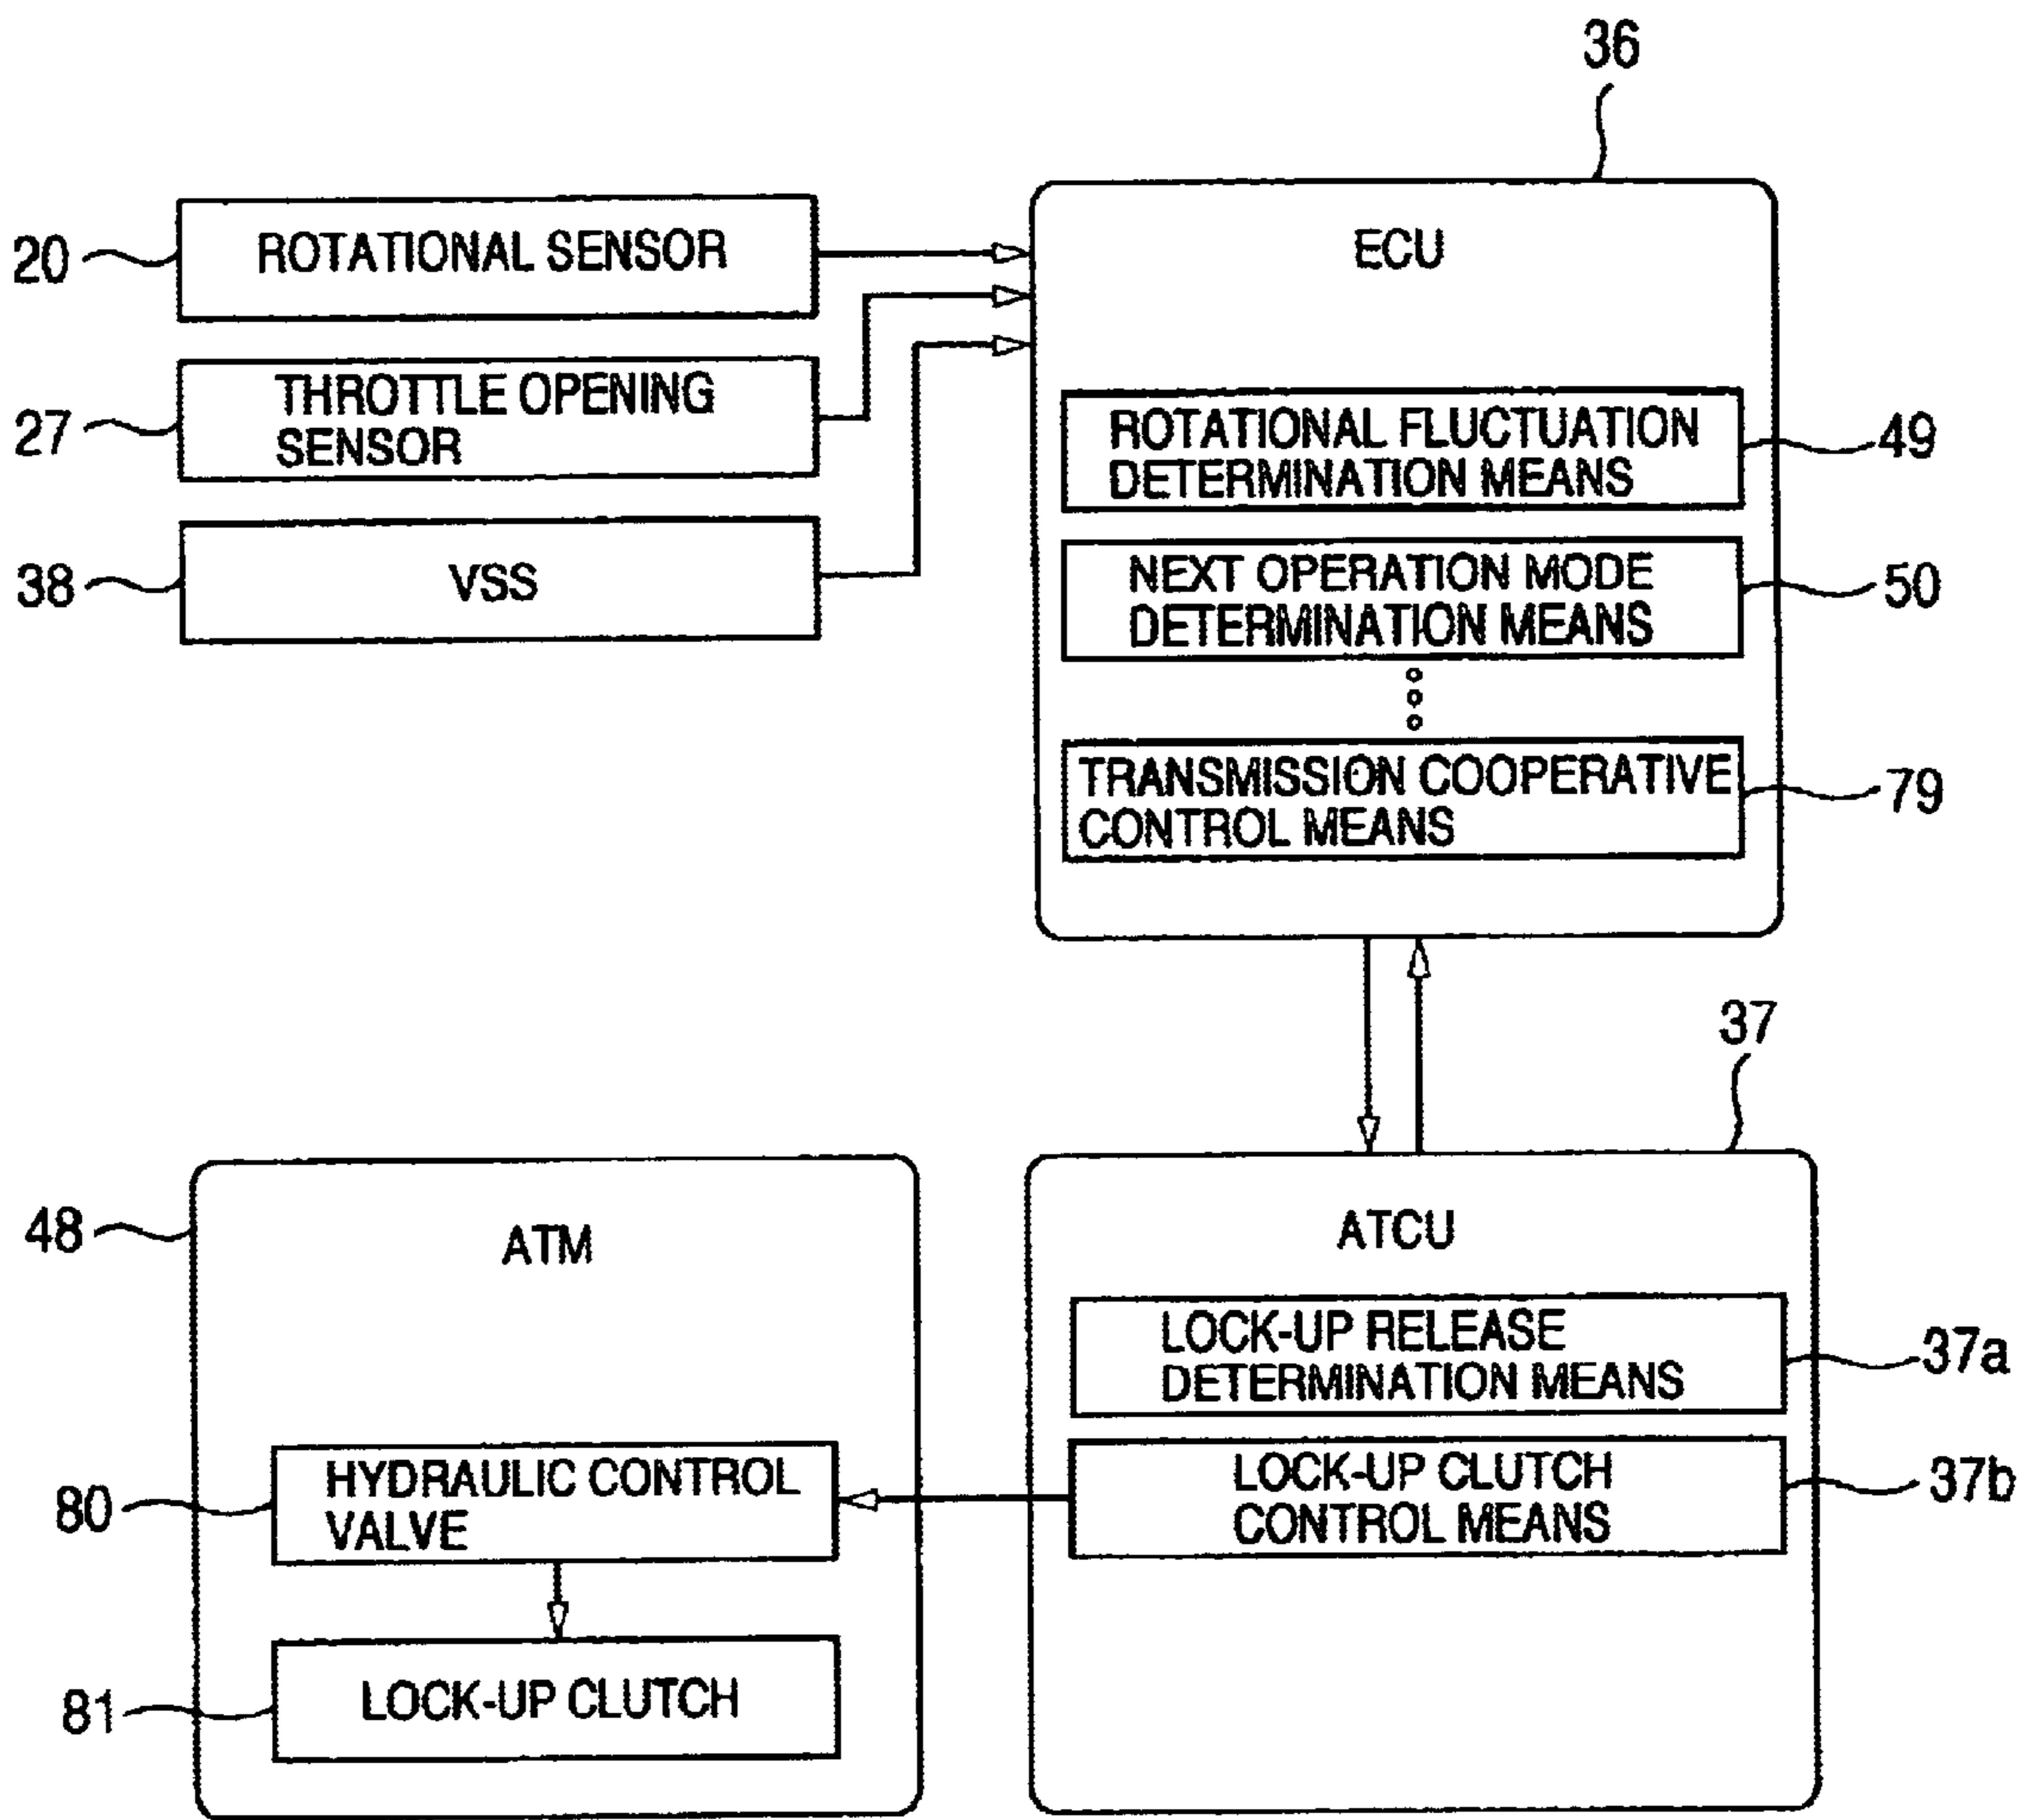 36
20
ROTATIONAL SENSOR
ECU
27
THROTTLE OPENING
SENSOR
ROTATIONAL FLUCTUATION
DETERMINATION MEANS
49
38
VSS
NEXT OPERATION MODE
DETERMINATION MEANS
50
TRANSMISSION COOPERATIVE
CONTROL MEANS
79
37
48
ATM
ATCU
LOCK-UP RELEASE
DETERMINATION MEANS
37a
80
HYDRAULIC CONTROL
VALVE
LOCK-UP CLUTCH
CONTROL MEANS
37b
81
LOCK-UP CLUTCH